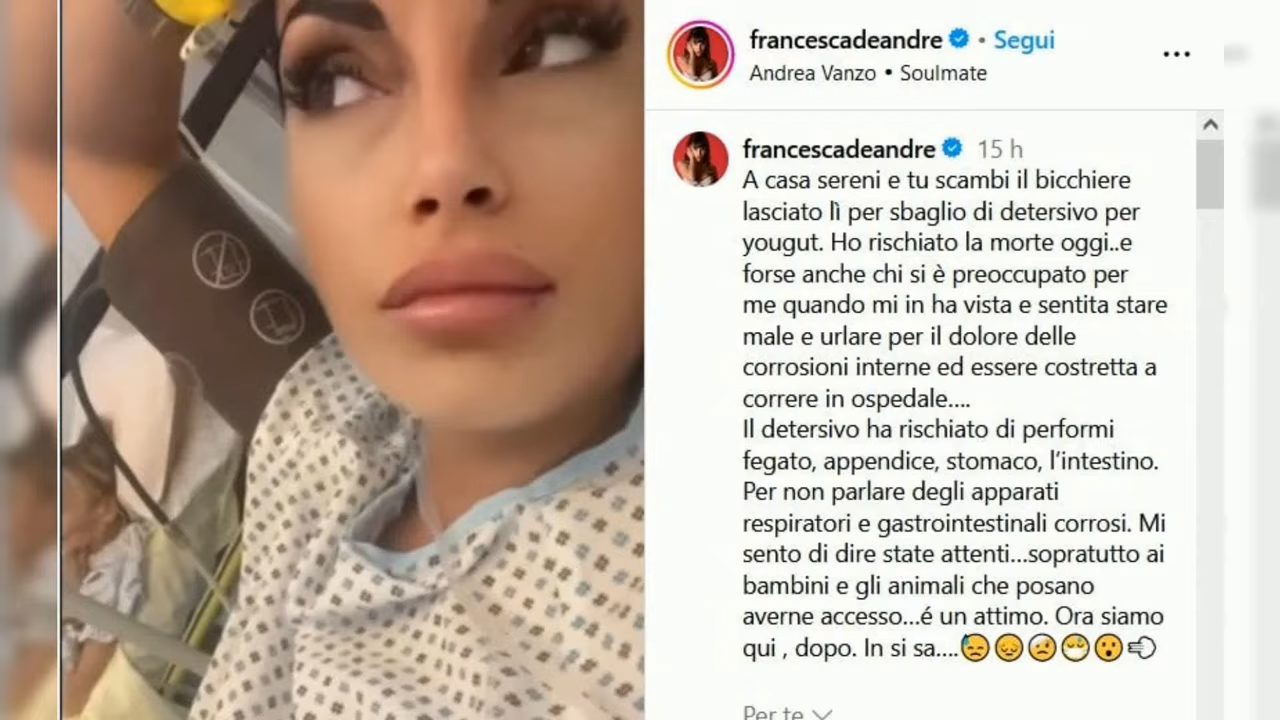 francescadeandre • Segui
Andrea Vanzo • Soulmate
francescadeandre 15 h
A casa sereni e tu scambi il bicchiere
lasciato lì per sbaglio di detersivo per
yougut. Ho rischiato la morte oggi..e
forse anche chi si è preoccupato per
me quando mi in ha vista e sentita stare
male e urlare per il dolore delle
corrosioni interne ed essere costretta a
correre in ospedale....
Il detersivo ha rischiato di performi
fegato, appendice, stomaco, l’intestino.
Per non parlare degli apparati
respiratori e gastrointestinali corrosi. Mi
sento di dire state attenti...sopratutto ai
bambini e gli animali che posano
averne accesso...é un attimo. Ora siamo
qui , dopo. In si sa....😓😔🤕😷😮💨
Per te